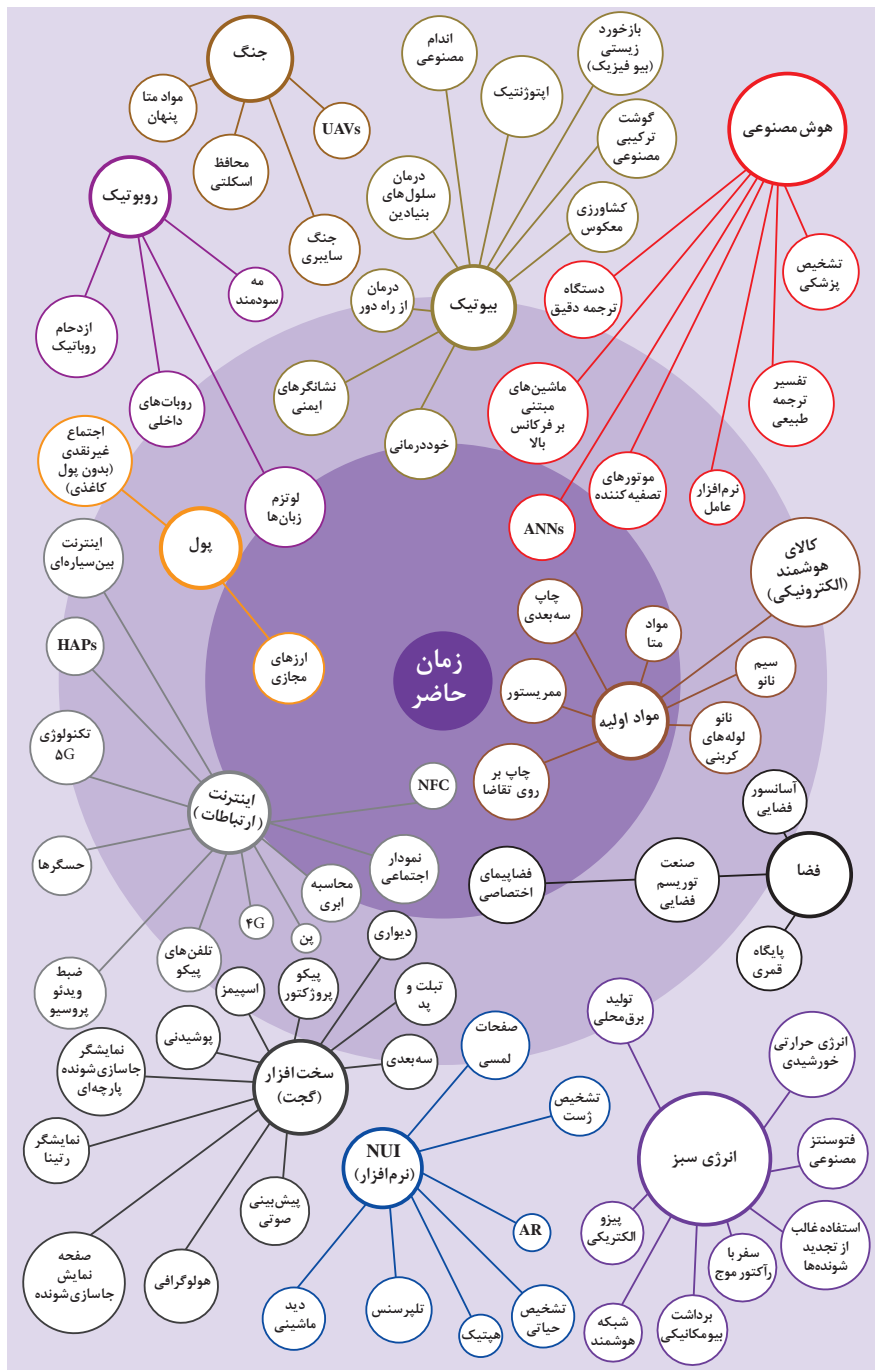 جنگ
مواد متا
پنهان
محافظ
اسکلتی
جنگ
سایبری
UAVs
روبوتیک
ازدحام
روباتیک
روبات‌های
داخلی
لوتزم
زبان‌ها
مه
سودمند
بیوتیک
اندام
مصنوعی
اپتوژنتیک
بازخورد
زیستی
(بیو فیزیک)
گوشت
ترکیبی
مصنوعی
کشاورزی
معکوس
درمان
سلول‌های
بنیادین
درمان
از راه دور
نشانگرهای
ایمنی
خوددرمانی
هوش مصنوعی
تشخیص
پزشکی
تفسیر
ترجمه
طبیعی
نرم‌افزار
عامل
موتورهای
تصفیه‌کننده
ANNs
ماشین‌های
مبتنی
بر فرکانس
بالا
دستگاه
ترجمه دقیق
پول
اجتماع
غیرنقدی
(بدون پول
کاغذی)
ارزهای
مجازی
زمان
حاضر
مواد اولیه
کالای
هوشمند
(الکترونیکی)
مواد
متا
چاپ
سه‌بعدی
ممریستور
چاپ بر
روی تقاضا
سیم
نانو
نانو
لوله‌های
کربنی
اینترنت
(ارتباطات)
اینترنت
بین‌سیاره‌ای
HAPs
تکنولوژی
۵G
حسگرها
ضبط
ویدئو
پروسیو
تلفن‌های
پیکو
۴G
پن
محاسبه
ابری
نمودار
اجتماعی
NFC
فضا
آسانسور
فضایی
صنعت
توریسم
فضایی
فضاپیمای
اختصاصی
پایگاه
قمری
سخت‌افزار
(گجت)
دیواری
پیکو
پروژکتور
اسپیمز
پوشیدنی
تبلت و
پد
سه‌بعدی
نمایشگر
جاسازی‌شونده
پارچه‌ای
نمایشگر
رتینا
صفحه
نمایش
جاسازی‌شونده
هولوگرافی
پیش‌بینی
صوتی
NUI
(نرم‌افزار)
صفحات
لمسی
تشخیص
ژست
AR
تشخیص
حیاتی
هپتیک
تلپرسنس
دید
ماشینی
انرژی سبز
تولید
برق‌محلی
انرژی حرارتی
خورشیدی
فتوسنتز
مصنوعی
استفاده غالب
از تجدید
شونده‌ها
سفر با
رآکتور موج
برداشت
بیومکانیکی
شبکه
هوشمند
پیزو
الکتریکی